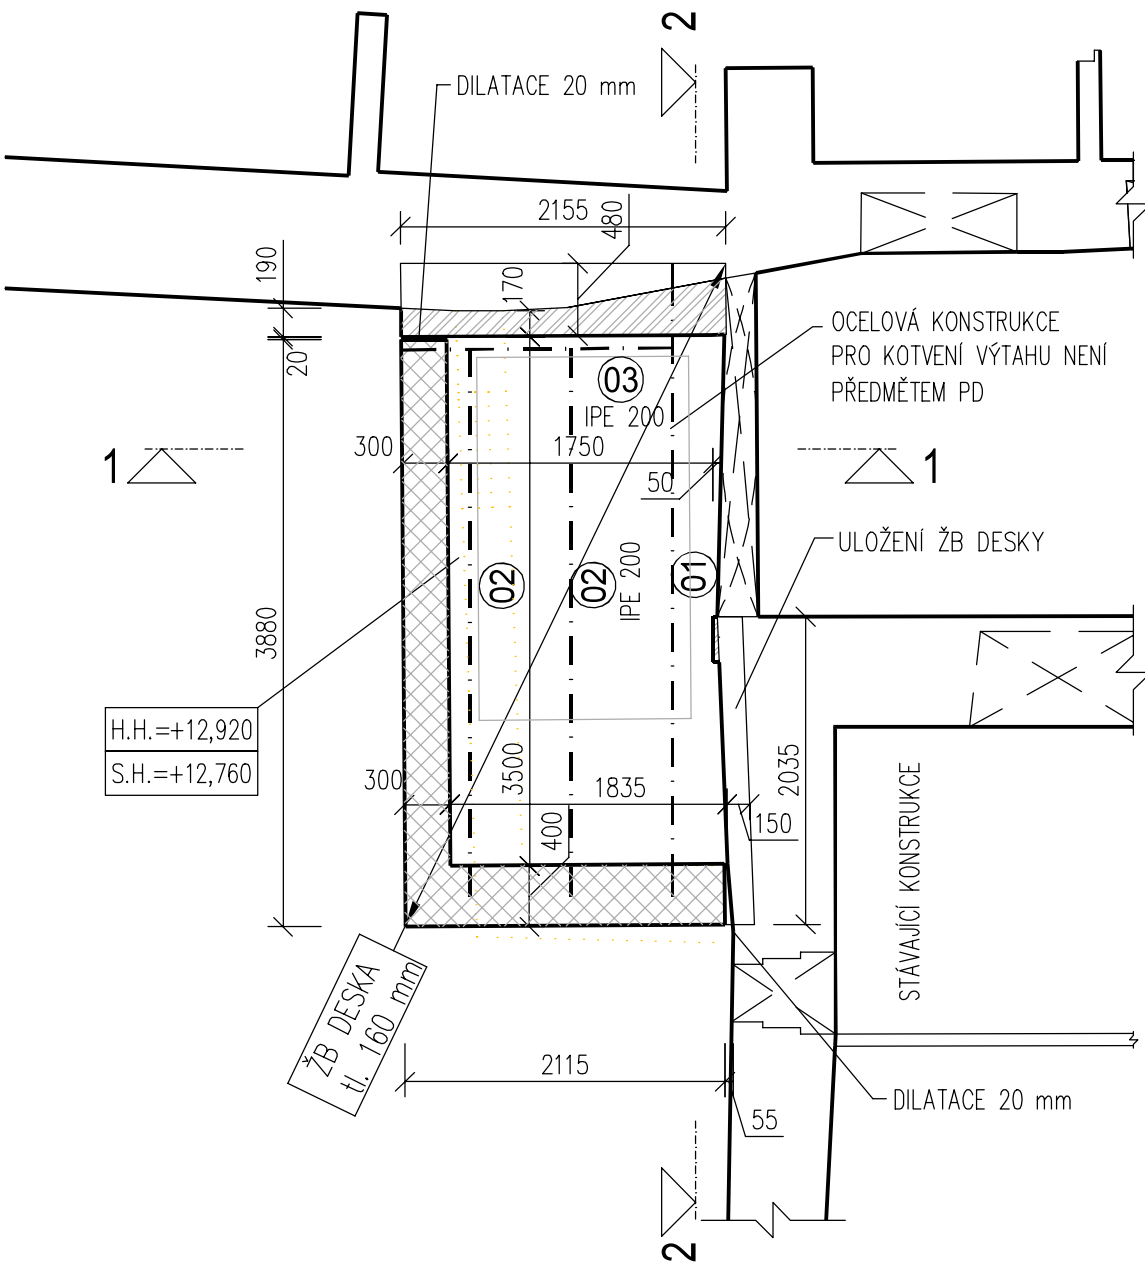 2
DILATACE 20 mm
2155
480
190
170
20
OCELOVÁ KONSTRUKCE
PRO KOTVENÍ VÝTAHU NENÍ
PŘEDMĚTEM PD
03
IPE 200
300
1750
1
1
50
ULOŽENÍ ŽB DESKY
02
02
IPE 200
01
3880
H.H.=+12,920
S.H.=+12,760
300
3500
1835
2035
150
400
STÁVAJÍCÍ KONSTRUKCE
ŽB DESKA
tl. 160 mm
2115
DILATACE 20 mm
55
2